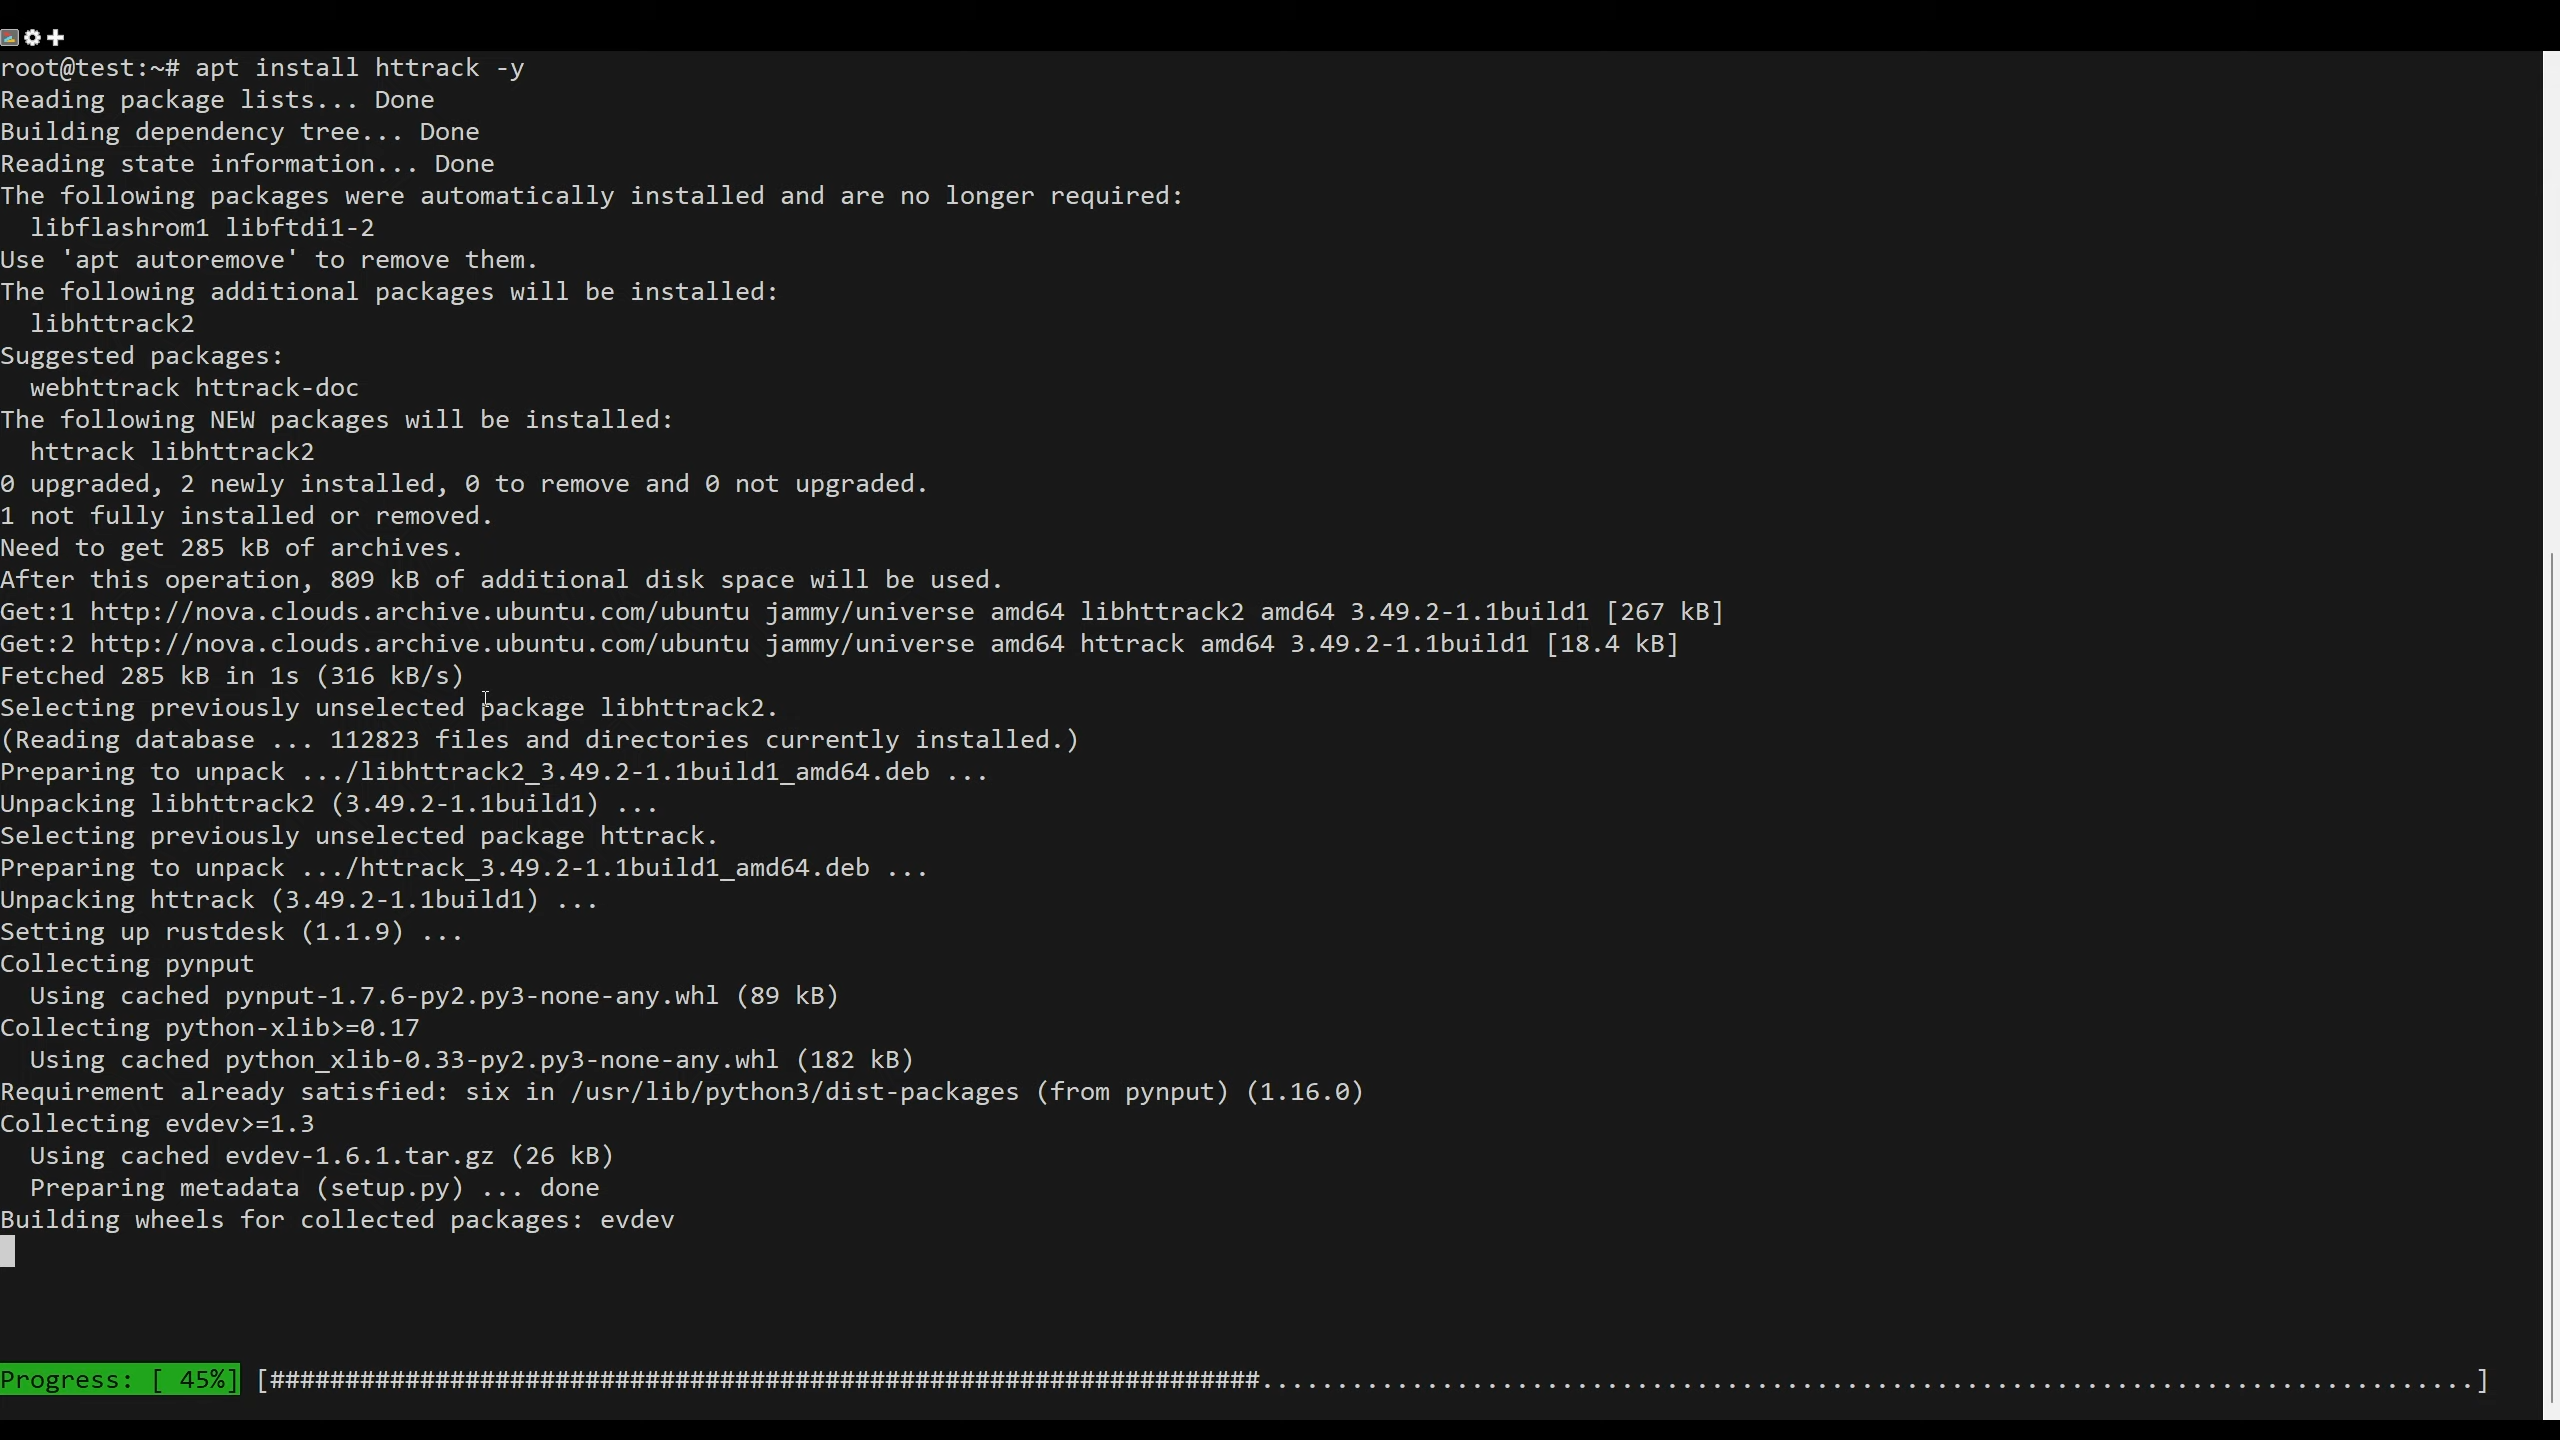 root@test:~# apt install httrack -y
Reading package lists... Done
Building dependency tree... Done
Reading state information... Done
The following packages were automatically installed and are no longer required:
  libflashrom1 libftdi1-2
Use 'apt autoremove' to remove them.
The following additional packages will be installed:
  libhttrack2
Suggested packages:
  webhttrack httrack-doc
The following NEW packages will be installed:
  httrack libhttrack2
0 upgraded, 2 newly installed, 0 to remove and 0 not upgraded.
1 not fully installed or removed.
Need to get 285 kB of archives.
After this operation, 809 kB of additional disk space will be used.
Get:1 http://nova.clouds.archive.ubuntu.com/ubuntu jammy/universe amd64 libhttrack2 amd64 3.49.2-1.1build1 [267 kB]
Get:2 http://nova.clouds.archive.ubuntu.com/ubuntu jammy/universe amd64 httrack amd64 3.49.2-1.1build1 [18.4 kB]
Fetched 285 kB in 1s (316 kB/s)
Selecting previously unselected package libhttrack2.
(Reading database ... 112823 files and directories currently installed.)
Preparing to unpack .../libhttrack2_3.49.2-1.1build1_amd64.deb ...
Unpacking libhttrack2 (3.49.2-1.1build1) ...
Selecting previously unselected package httrack.
Preparing to unpack .../httrack_3.49.2-1.1build1_amd64.deb ...
Unpacking httrack (3.49.2-1.1build1) ...
Setting up rustdesk (1.1.9) ...
Collecting pynput
  Using cached pynput-1.7.6-py2.py3-none-any.whl (89 kB)
Collecting python-xlib>=0.17
  Using cached python_xlib-0.33-py2.py3-none-any.whl (182 kB)
Requirement already satisfied: six in /usr/lib/python3/dist-packages (from pynput) (1.16.0)
Collecting evdev>=1.3
  Using cached evdev-1.6.1.tar.gz (26 kB)
  Preparing metadata (setup.py) ... done
Building wheels for collected packages: evdev
Progress: [ 45%] [##################################################################.................................................................................]